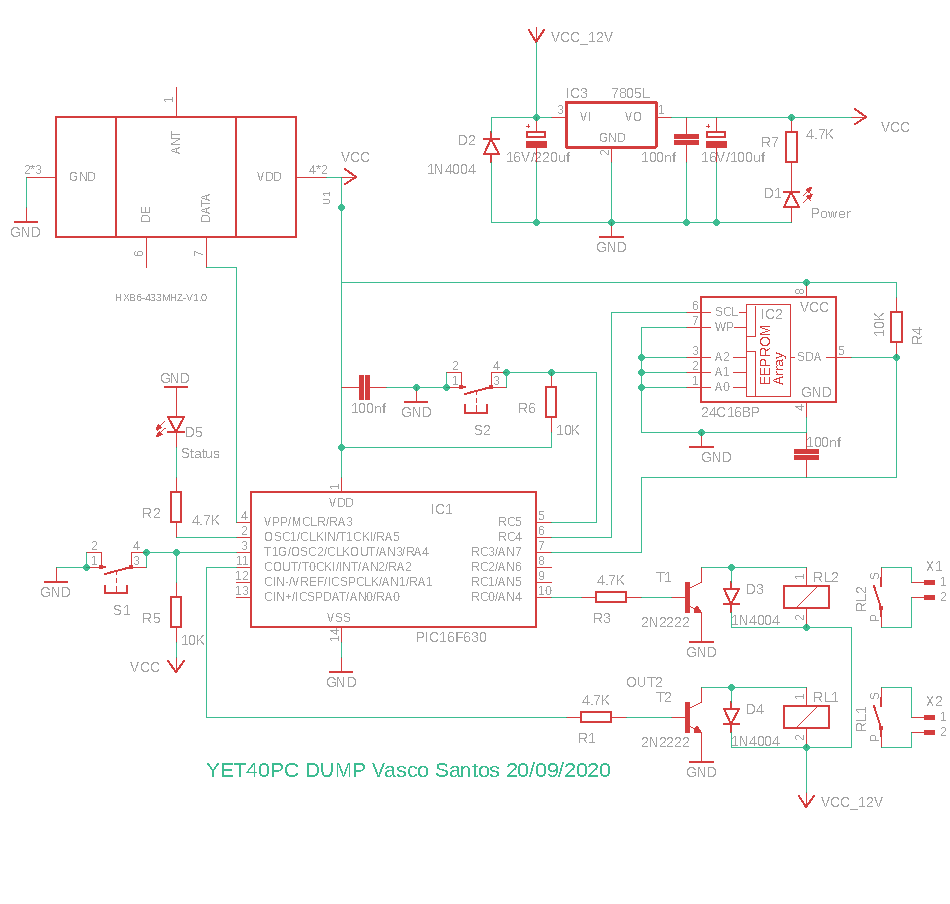 VCC_12V
IC3 7805L
3 VI VO 1
GND
2
D2
1N4004
16V/220uf
100nf
16V/100uf
R7 4.7K
VCC
D1
Power
GND
1
ANT
2*3 GND
VDD 4*2
VCC
U1
DE DATA
6 7
GND
HXB6-433MHZ-V1.0
8
VCC
6 SCL IC2
7 WP
3 A2 SDA 5
2 A1
1 A0
EEPROM
Array
GND
4
24C16BP
10K R4
GND
100nf
GND
D5
Status
100nf
GND
2 4
1 3
S2
R6
10K
R2 4.7K
1
VDD
IC1
4 VPP/MCLR/RA3 RC5 5
2 OSC1/CLKIN/T1CKI/RA5 RC4 6
3 T1G/OSC2/CLKOUT/AN3/RA4 RC3/AN7 7
11 COUT/T0CKI/INT/AN2/RA2 RC2/AN6 8
12 CIN-/VREF/ICSPCLK/AN1/RA1 RC1/AN5 9
13 CIN+/ICSPDAT/AN0/RA0 RC0/AN4 10
VSS
14
PIC16F630
GND
2 4
1 3
S1
GND
R5
10K
VCC
4.7K
R3
T1
2N2222
GND
D3
1N4004
1
RL2
2
RL2
S
P
X1
1
2
OUT2
4.7K
R1
T2
2N2222
GND
D4
1N4004
1
RL1
2
RL1
S
P
X2
1
2
VCC_12V
YET40PC DUMP Vasco Santos 20/09/2020